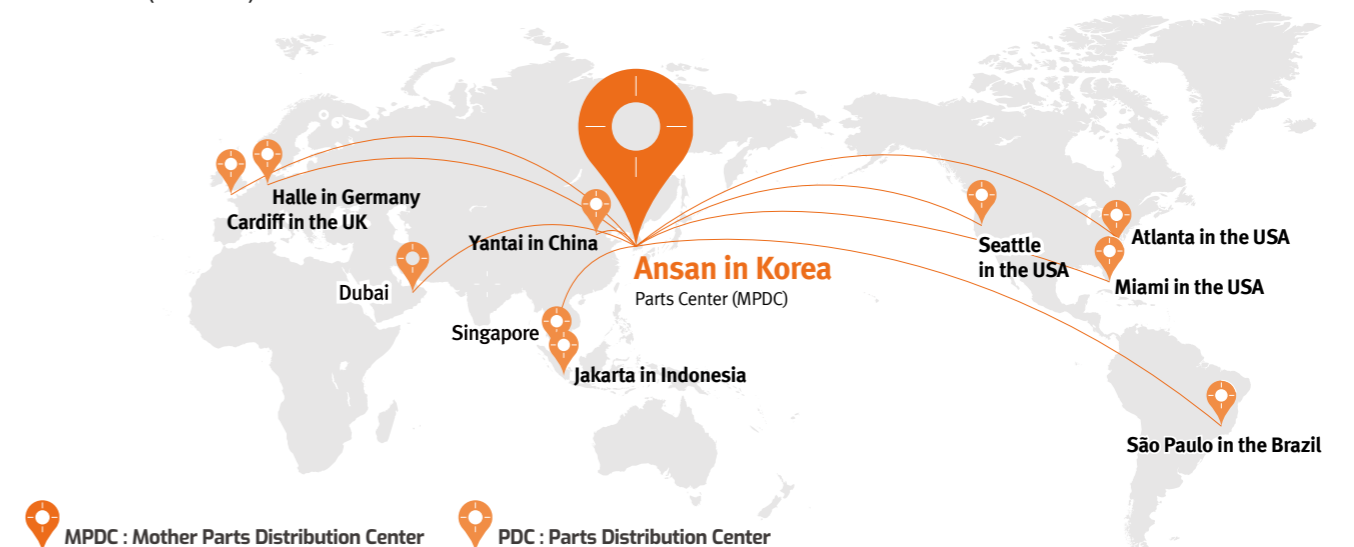 Halle in Germany
Cardiff in the UK
Yantai in China
Dubai
Ansan in Korea
Parts Center (MPDC)
Singapore
Jakarta in Indonesia
Seattle
in the USA
Atlanta in the USA
Miami in the USA
São Paulo in the Brazil
MPDC : Mother Parts Distribution Center
PDC : Parts Distribution Center